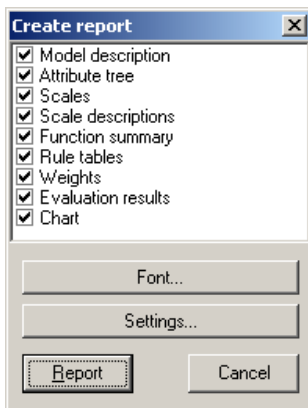 Create report
Model description
Attribute tree
Scales
Scale descriptions
Function summary
Rule tables
Weights
Evaluation results
Chart
Font...
Settings...
Report
Cancel